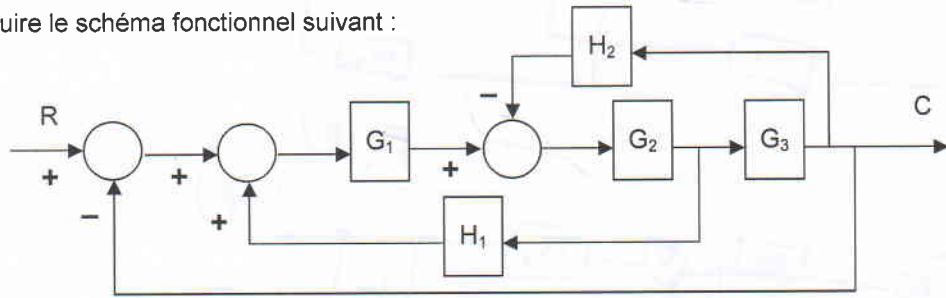 uire le schéma fonctionnel suivant :
H₂
R
–
C
G₁
G₂
G₃
+
+
+
–
+
H₁